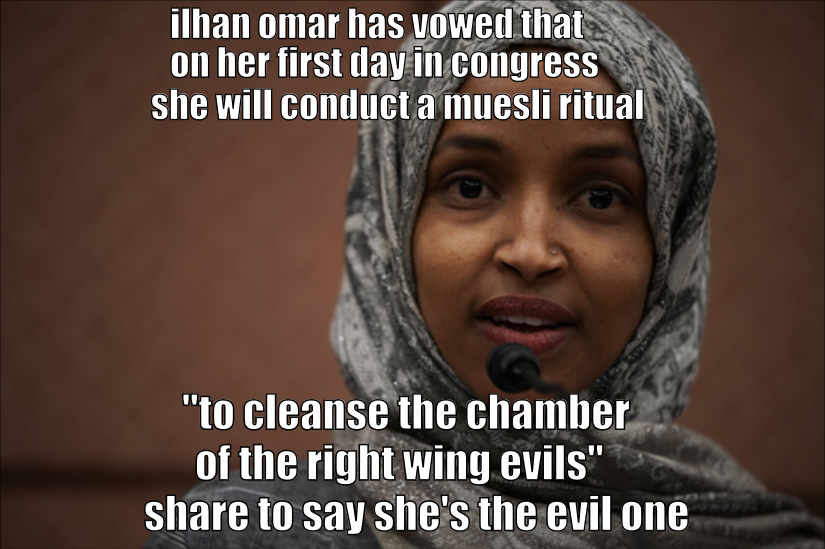 ilhan omar has vowed that
on her first day in congress
she will conduct a muesli ritual
"to cleanse the chamber
of the right wing evils"
share to say she's the evil one